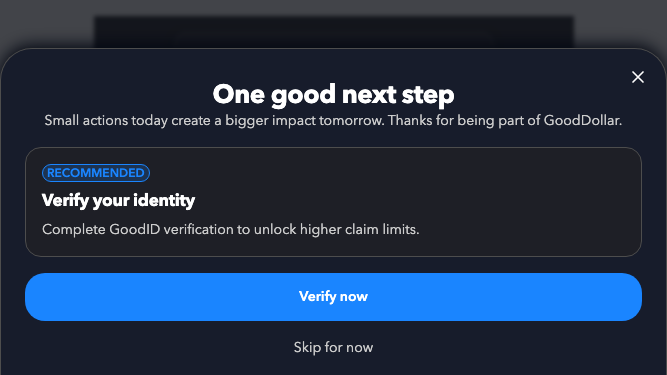 One good next step
Small actions today create a bigger impact tomorrow. Thanks for being part of GoodDollar.
RECOMMENDED
Verify your identity
Complete GoodID verification to unlock higher claim limits.
Verify now
Skip for now